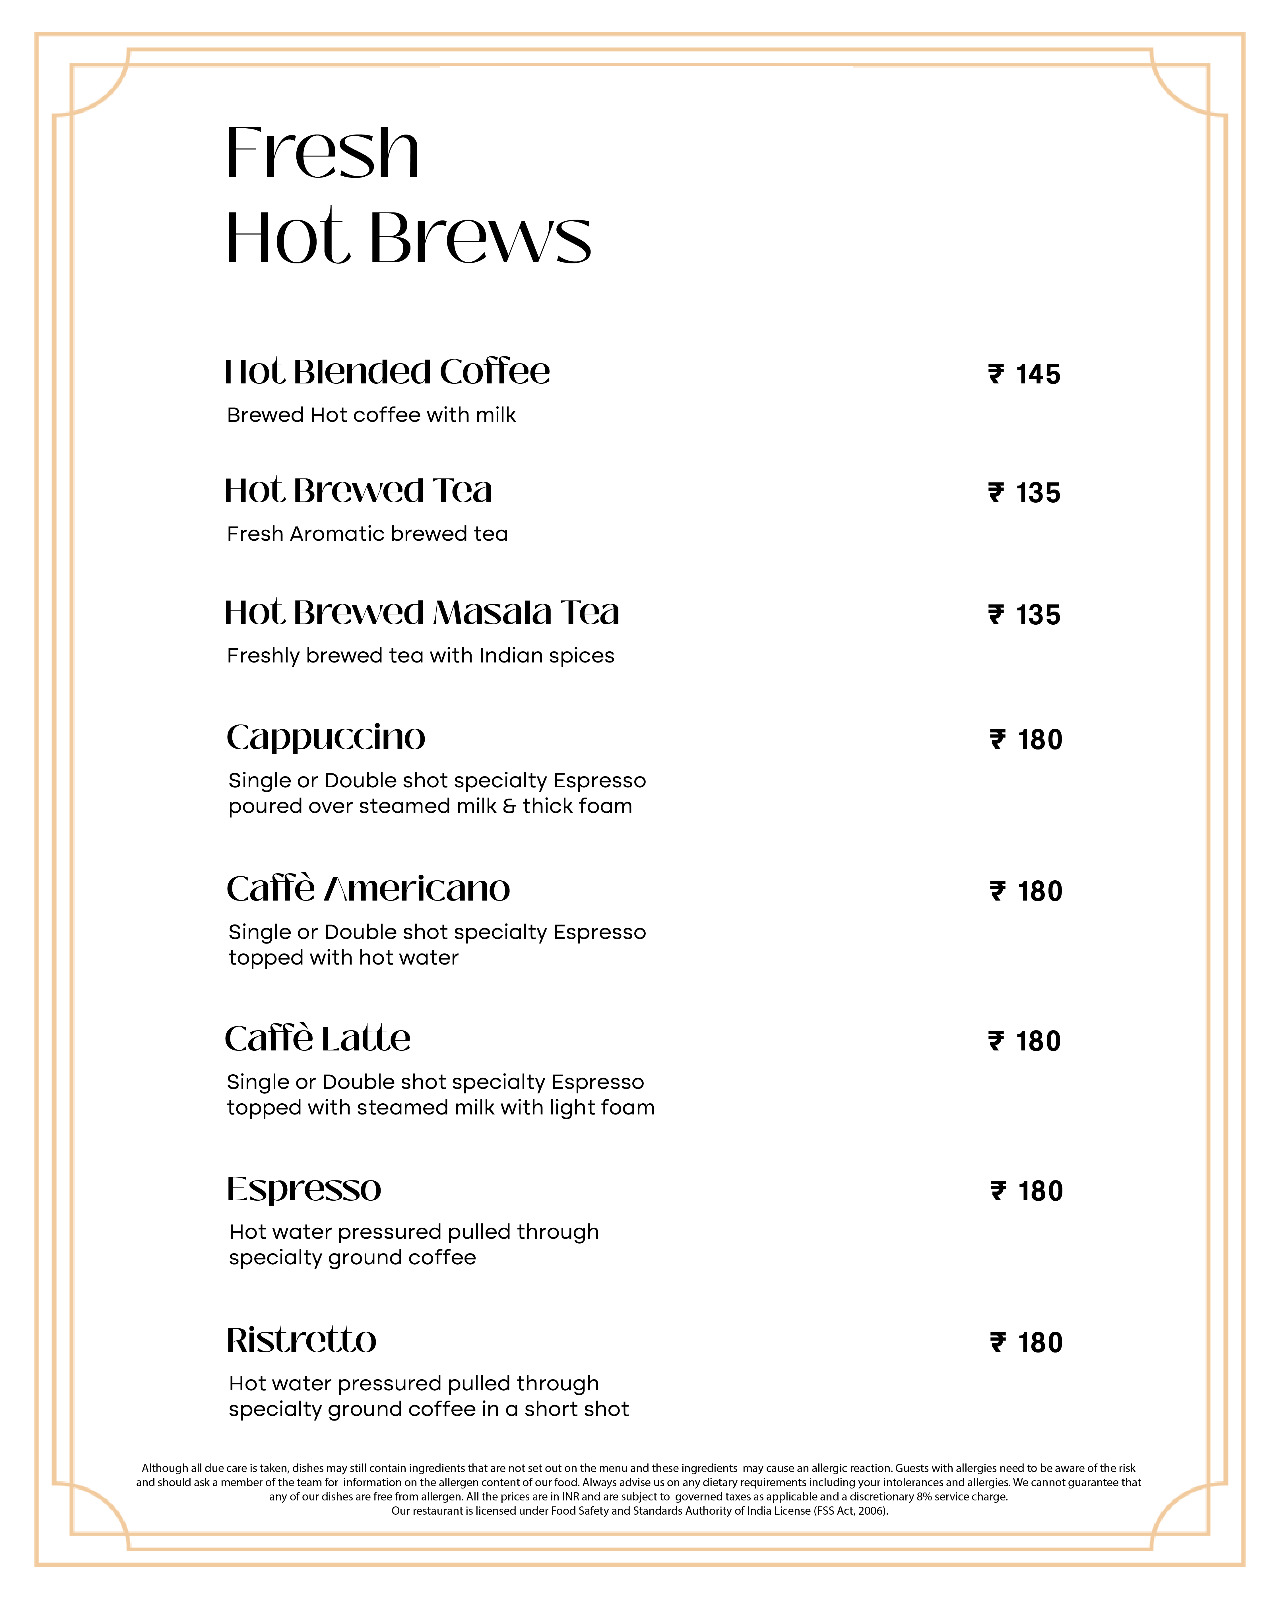 Fresh
Hot Brews
Hot Blended Coffee ₹ 145
Brewed Hot coffee with milk
Hot Brewed Tea ₹ 135
Fresh Aromatic brewed tea
Hot Brewed Masala Tea ₹ 135
Freshly brewed tea with Indian spices
Cappuccino ₹ 180
Single or Double shot specialty Espresso
poured over steamed milk & thick foam
Caffè Americano ₹ 180
Single or Double shot specialty Espresso
topped with hot water
Caffè Latte ₹ 180
Single or Double shot specialty Espresso
topped with steamed milk with light foam
Espresso ₹ 180
Hot water pressured pulled through
specialty ground coffee
Ristretto ₹ 180
Hot water pressured pulled through
specialty ground coffee in a short shot
Although all due care is taken, dishes may still contain ingredients that are not set out on the menu and these ingredients may cause an allergic reaction. Guests with allergies need to be aware of the risk
and should ask a member of the team for information on the allergen content of our food. Always advise us on any dietary requirements including your intolerances and allergies. We cannot guarantee that
any of our dishes are free from allergen. All the prices are in INR and are subject to governed taxes as applicable and a discretionary 8% service charge.
Our restaurant is licensed under Food Safety and Standards Authority of India License (FSS Act, 2006).